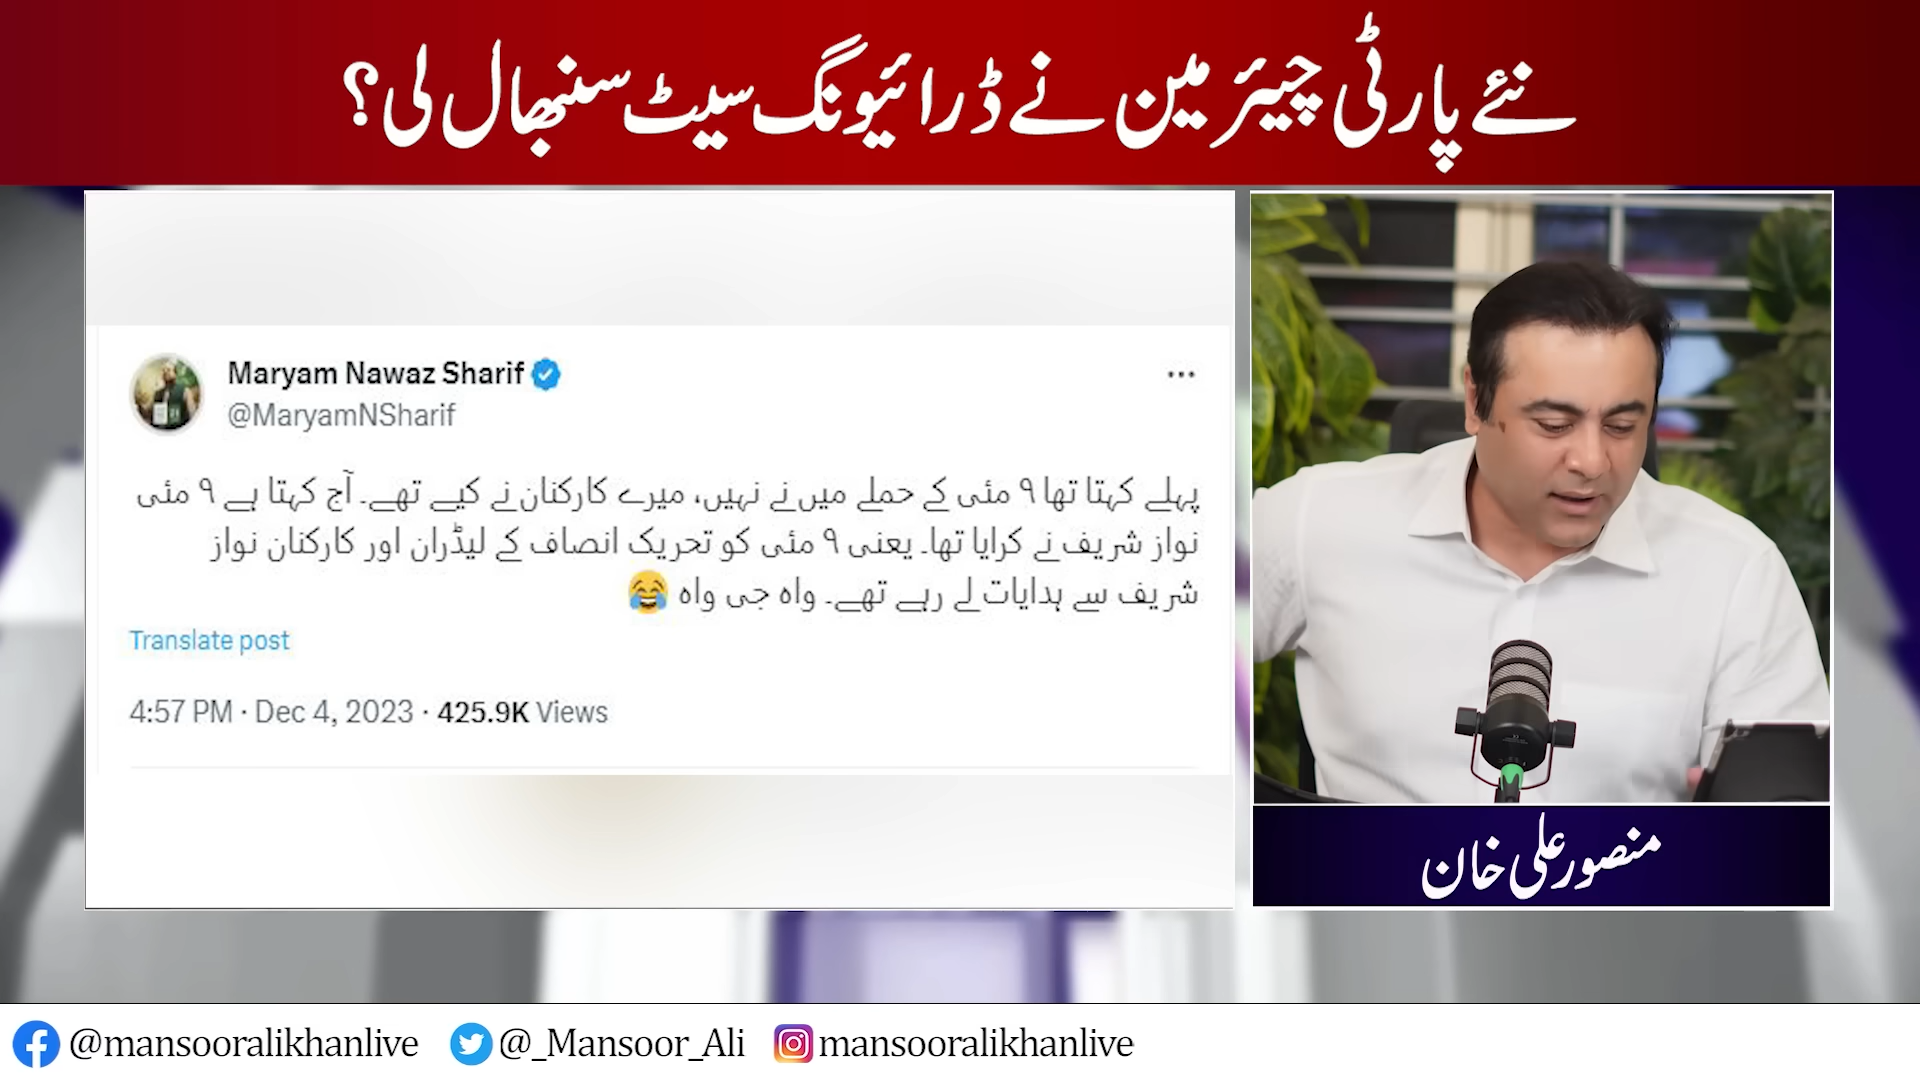 نئے پارٹی چیئرمین نے ڈرائیونگ سیٹ سنبھال لی؟
Maryam Nawaz Sharif
@MaryamNSharif
پہلے کہتا تھا ۹ مئی کے حملے میں نے نہیں، میرے کارکنان نے کیے تھے۔ آج کہتا ہے ۹ مئی
نواز شریف نے کرایا تھا۔ یعنی ۹ مئی کو تحریک انصاف کے لیڈران اور کارکنان نواز
شریف سے ہدایات لے رہے تھے۔ واہ جی واہ 😂
Translate post
4:57 PM · Dec 4, 2023 · 425.9K Views
منصور علی خان
@mansooralikhanlive @_Mansoor_Ali mansooralikhanlive